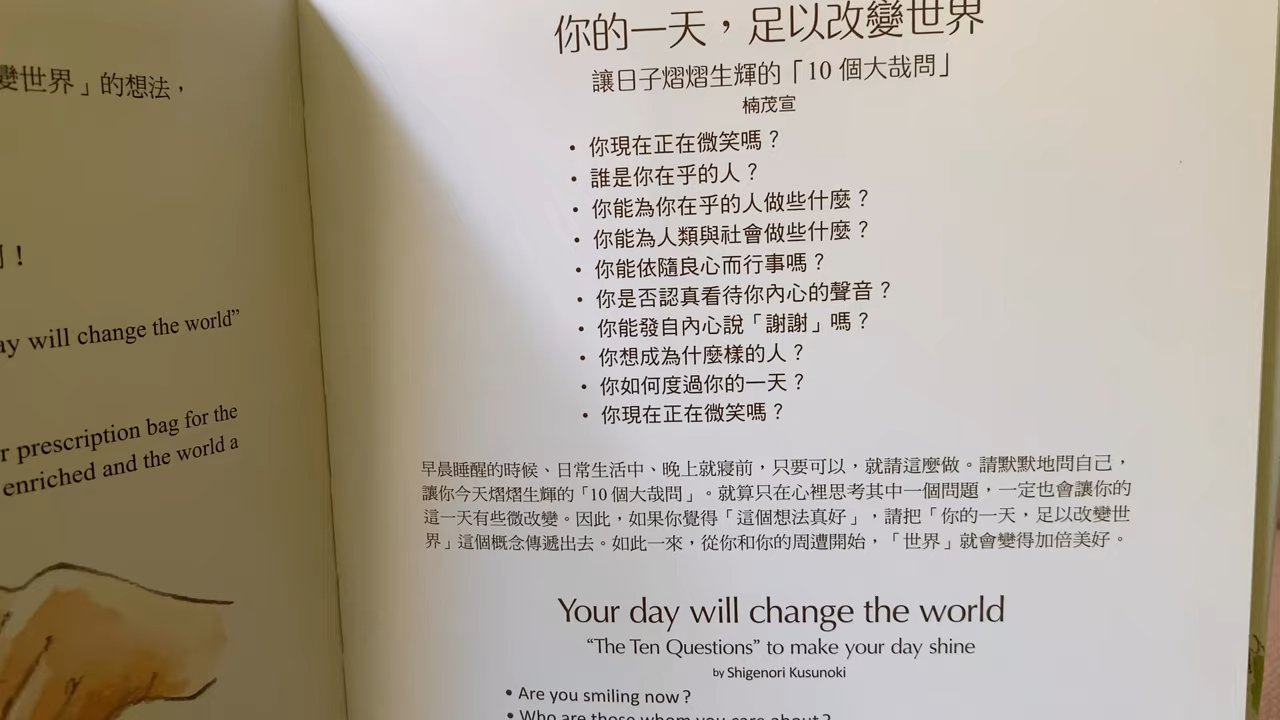 變世界」的想法，
！
ay will change the world”
r prescription bag for the
enriched and the world a
你的一天，足以改變世界
讓日子熠熠生輝的「10 個大哉問」
楠茂宣
• 你現在正在微笑嗎？
• 誰是你在乎的人？
• 你能為你在乎的人做些什麼？
• 你能為人類與社會做些什麼？
• 你能依隨良心而行事嗎？
• 你是否認真看待你內心的聲音？
• 你能發自內心說「謝謝」嗎？
• 你想成為什麼樣的人？
• 你如何度過你的一天？
• 你現在正在微笑嗎？
早晨睡醒的時候、日常生活中、晚上就寢前，只要可以，就請這麼做。請默默地問自己，
讓你今天熠熠生輝的「10 個大哉問」。就算只在心裡思考其中一個問題，一定也會讓你的
這一天有些微改變。因此，如果你覺得「這個想法真好」，請把「你的一天，足以改變世
界」這個概念傳遞出去。如此一來，從你和你的周遭開始，「世界」就會變得加倍美好。
Your day will change the world
“The Ten Questions” to make your day shine
by Shigenori Kusunoki
• Are you smiling now?
• Who are those whom you care about?